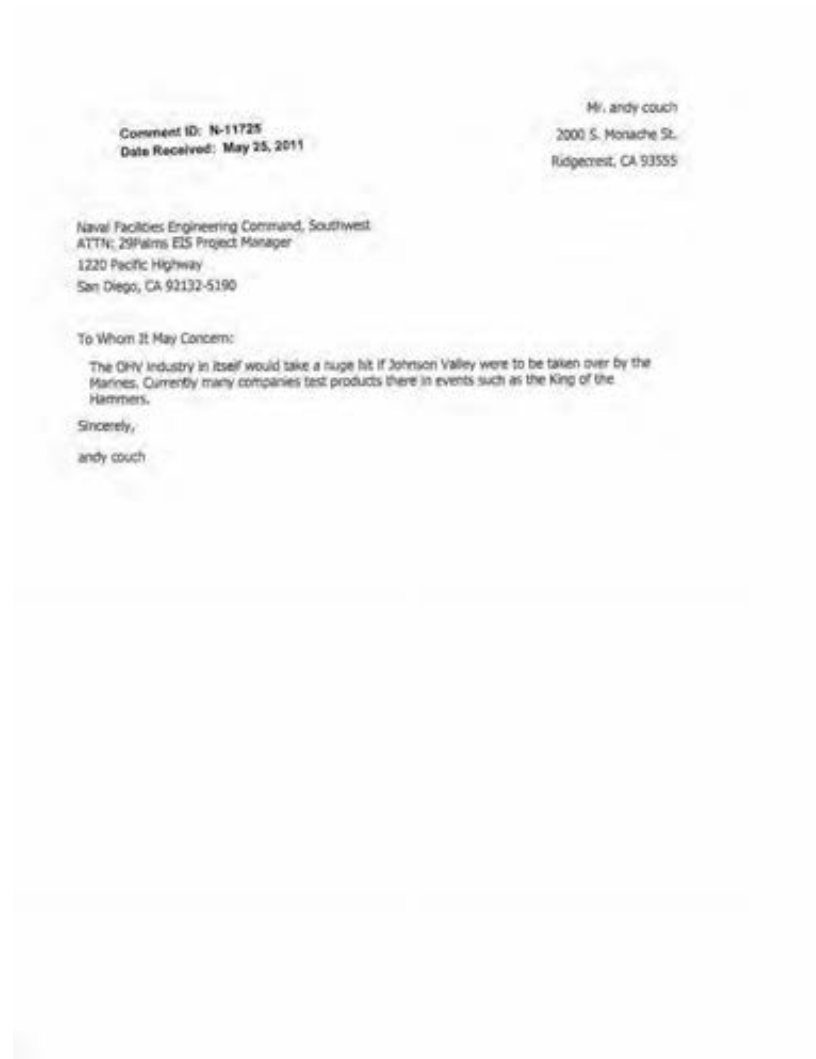 Mr. andy couch
Comment ID: N-11725
Date Received: May 25, 2011
2000 S. Monache St.
Ridgecrest, CA 93555
Naval Facilities Engineering Command, Southwest
ATTN: 29Palms EIS Project Manager
1220 Pacific Highway
San Diego, CA 92132-5190
To Whom It May Concern:
The OHV industry in itself would take a huge hit if Johnson Valley were to be taken over by the
Marines. Currently many companies test products there in events such as the King of the
Hammers.
Sincerely,
andy couch